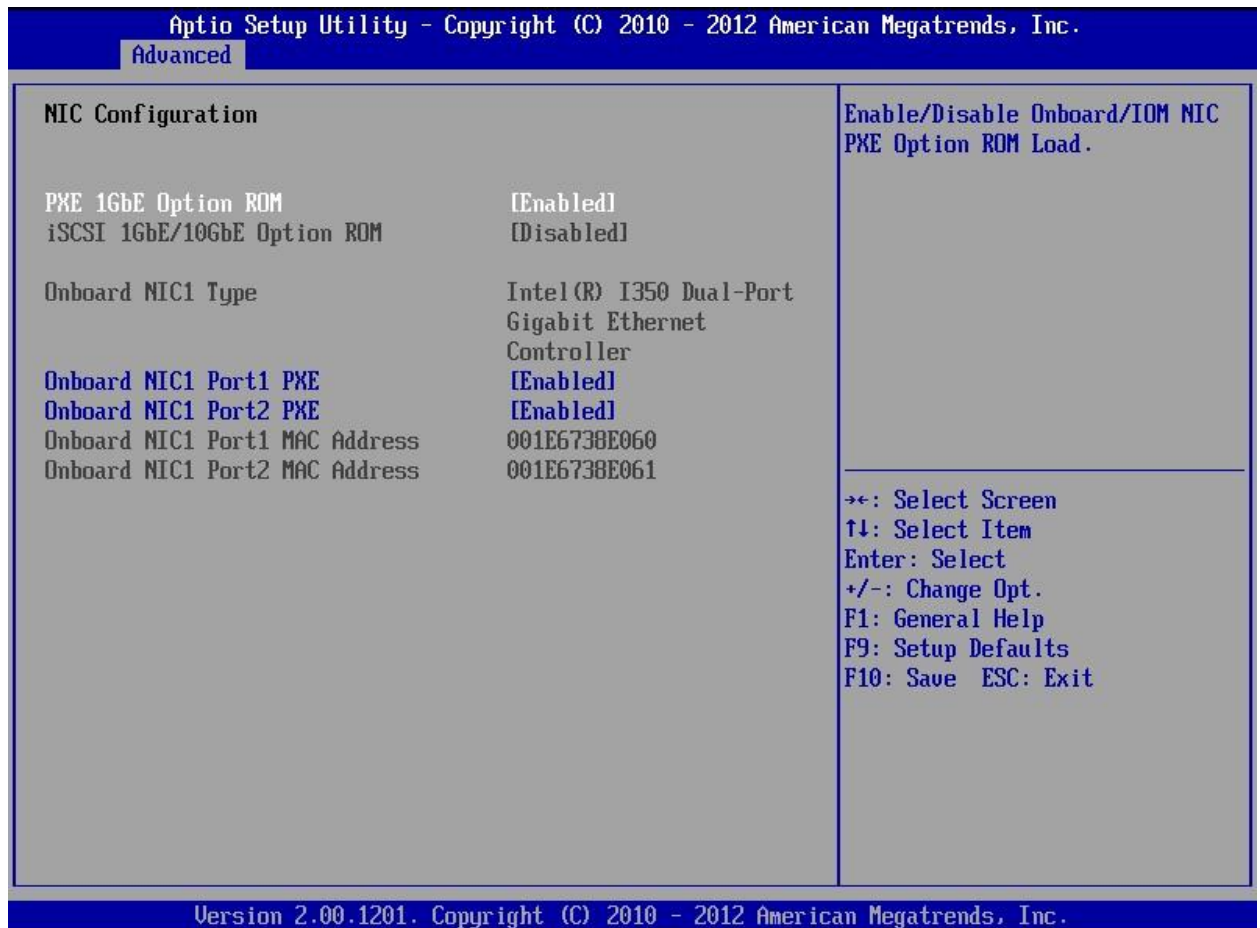 Aptio Setup Utility - Copyright (C) 2010 - 2012 American Megatrends, Inc.
Advanced
NIC Configuration
PXE 1GbE Option ROM [Enabled]
iSCSI 1GbE/10GbE Option ROM [Disabled]
Onboard NIC1 Type Intel(R) I350 Dual-Port
Gigabit Ethernet
Controller
Onboard NIC1 Port1 PXE [Enabled]
Onboard NIC1 Port2 PXE [Enabled]
Onboard NIC1 Port1 MAC Address 001E6738E060
Onboard NIC1 Port2 MAC Address 001E6738E061
Enable/Disable Onboard/IOM NIC
PXE Option ROM Load.
→←: Select Screen
↑↓: Select Item
Enter: Select
+/-: Change Opt.
F1: General Help
F9: Setup Defaults
F10: Save ESC: Exit
Version 2.00.1201. Copyright (C) 2010 - 2012 American Megatrends, Inc.